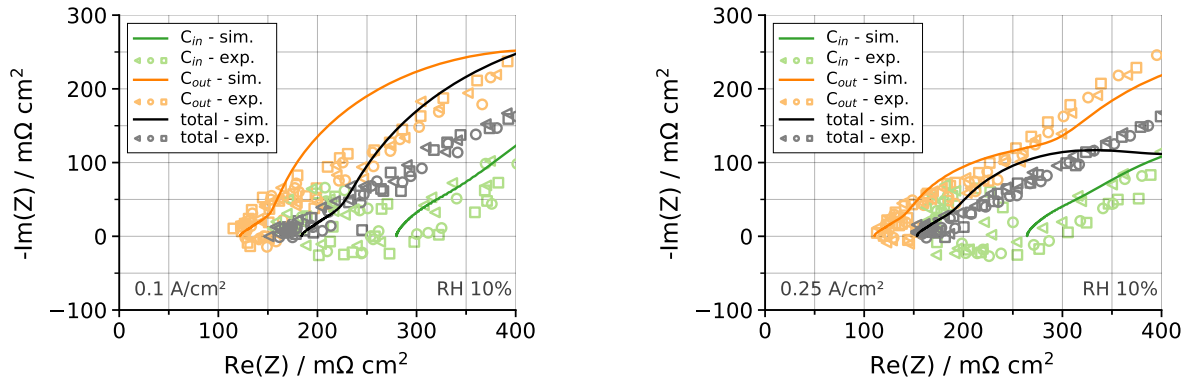 300
200
100
0
−100
-Im(Z) / mΩ cm²
C_in - sim.
C_in - exp.
C_out - sim.
C_out - exp.
total - sim.
total - exp.
0.1 A/cm²
RH 10%
0
100
200
300
400
Re(Z) / mΩ cm²
300
200
100
0
−100
-Im(Z) / mΩ cm²
C_in - sim.
C_in - exp.
C_out - sim.
C_out - exp.
total - sim.
total - exp.
0.25 A/cm²
RH 10%
0
100
200
300
400
Re(Z) / mΩ cm²